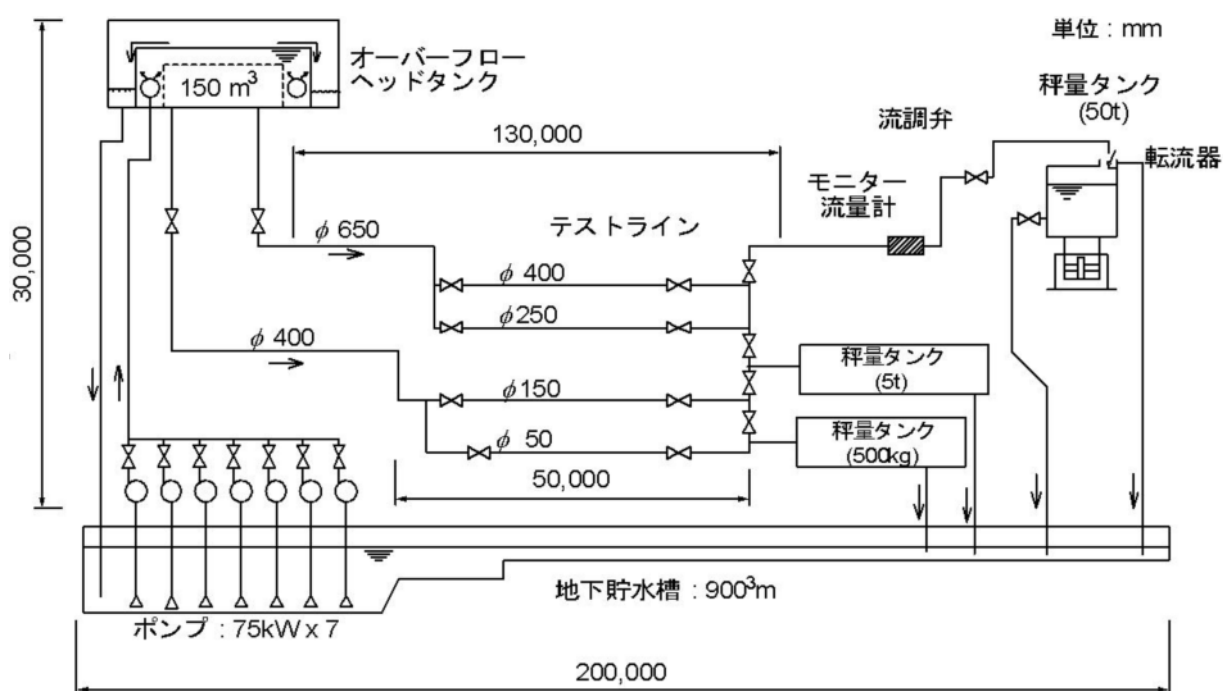 単位 : mm
オーバーフロー
ヘッドタンク
150 m³
秤量タンク
(50t)
流調弁
転流器
130,000
モニター
流量計
テストライン
30,000
φ 650
φ 400
φ250
φ 400
秤量タンク
(5t)
φ150
秤量タンク
(500kg)
φ 50
50,000
地下貯水槽 : 900³m
ポンプ : 75kW x 7
200,000